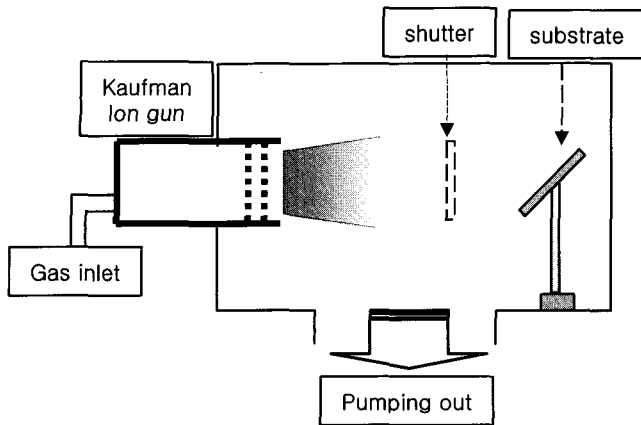 shutter
substrate
Kaufman
Ion gun
Gas inlet
Pumping out